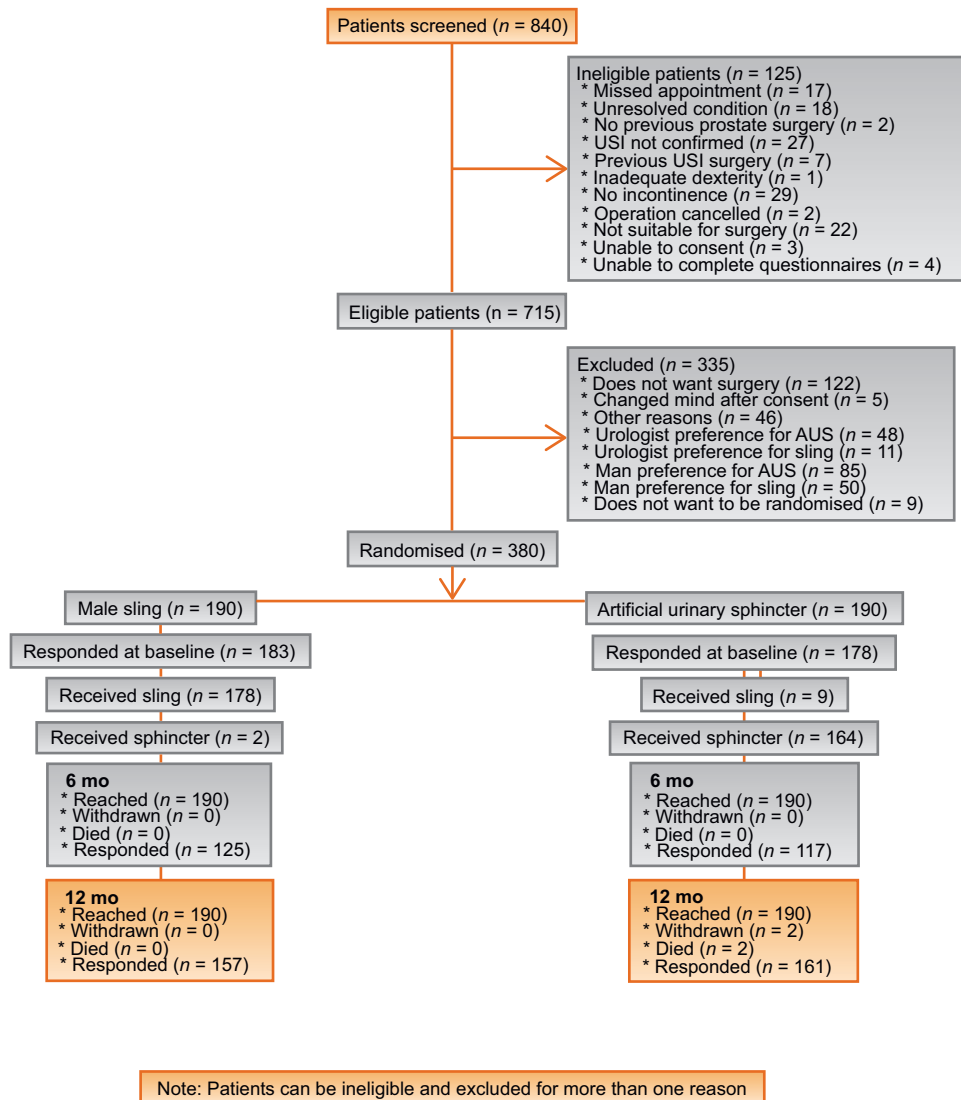 Patients screened (n = 840)
Ineligible patients (n = 125)
* Missed appointment (n = 17)
* Unresolved condition (n = 18)
* No previous prostate surgery (n = 2)
* USI not confirmed (n = 27)
* Previous USI surgery (n = 7)
* Inadequate dexterity (n = 1)
* No incontinence (n = 29)
* Operation cancelled (n = 2)
* Not suitable for surgery (n = 22)
* Unable to consent (n = 3)
* Unable to complete questionnaires (n = 4)
Eligible patients (n = 715)
Excluded (n = 335)
* Does not want surgery (n = 122)
* Changed mind after consent (n = 5)
* Other reasons (n = 46)
* Urologist preference for AUS (n = 48)
* Urologist preference for sling (n = 11)
* Man preference for AUS (n = 85)
* Man preference for sling (n = 50)
* Does not want to be randomised (n = 9)
Randomised (n = 380)
Male sling (n = 190)
Responded at baseline (n = 183)
Received sling (n = 178)
Received sphincter (n = 2)
6 mo
* Reached (n = 190)
* Withdrawn (n = 0)
* Died (n = 0)
* Responded (n = 125)
12 mo
* Reached (n = 190)
* Withdrawn (n = 0)
* Died (n = 0)
* Responded (n = 157)
Artificial urinary sphincter (n = 190)
Responded at baseline (n = 178)
Received sling (n = 9)
Received sphincter (n = 164)
6 mo
* Reached (n = 190)
* Withdrawn (n = 0)
* Died (n = 0)
* Responded (n = 117)
12 mo
* Reached (n = 190)
* Withdrawn (n = 2)
* Died (n = 2)
* Responded (n = 161)
Note: Patients can be ineligible and excluded for more than one reason